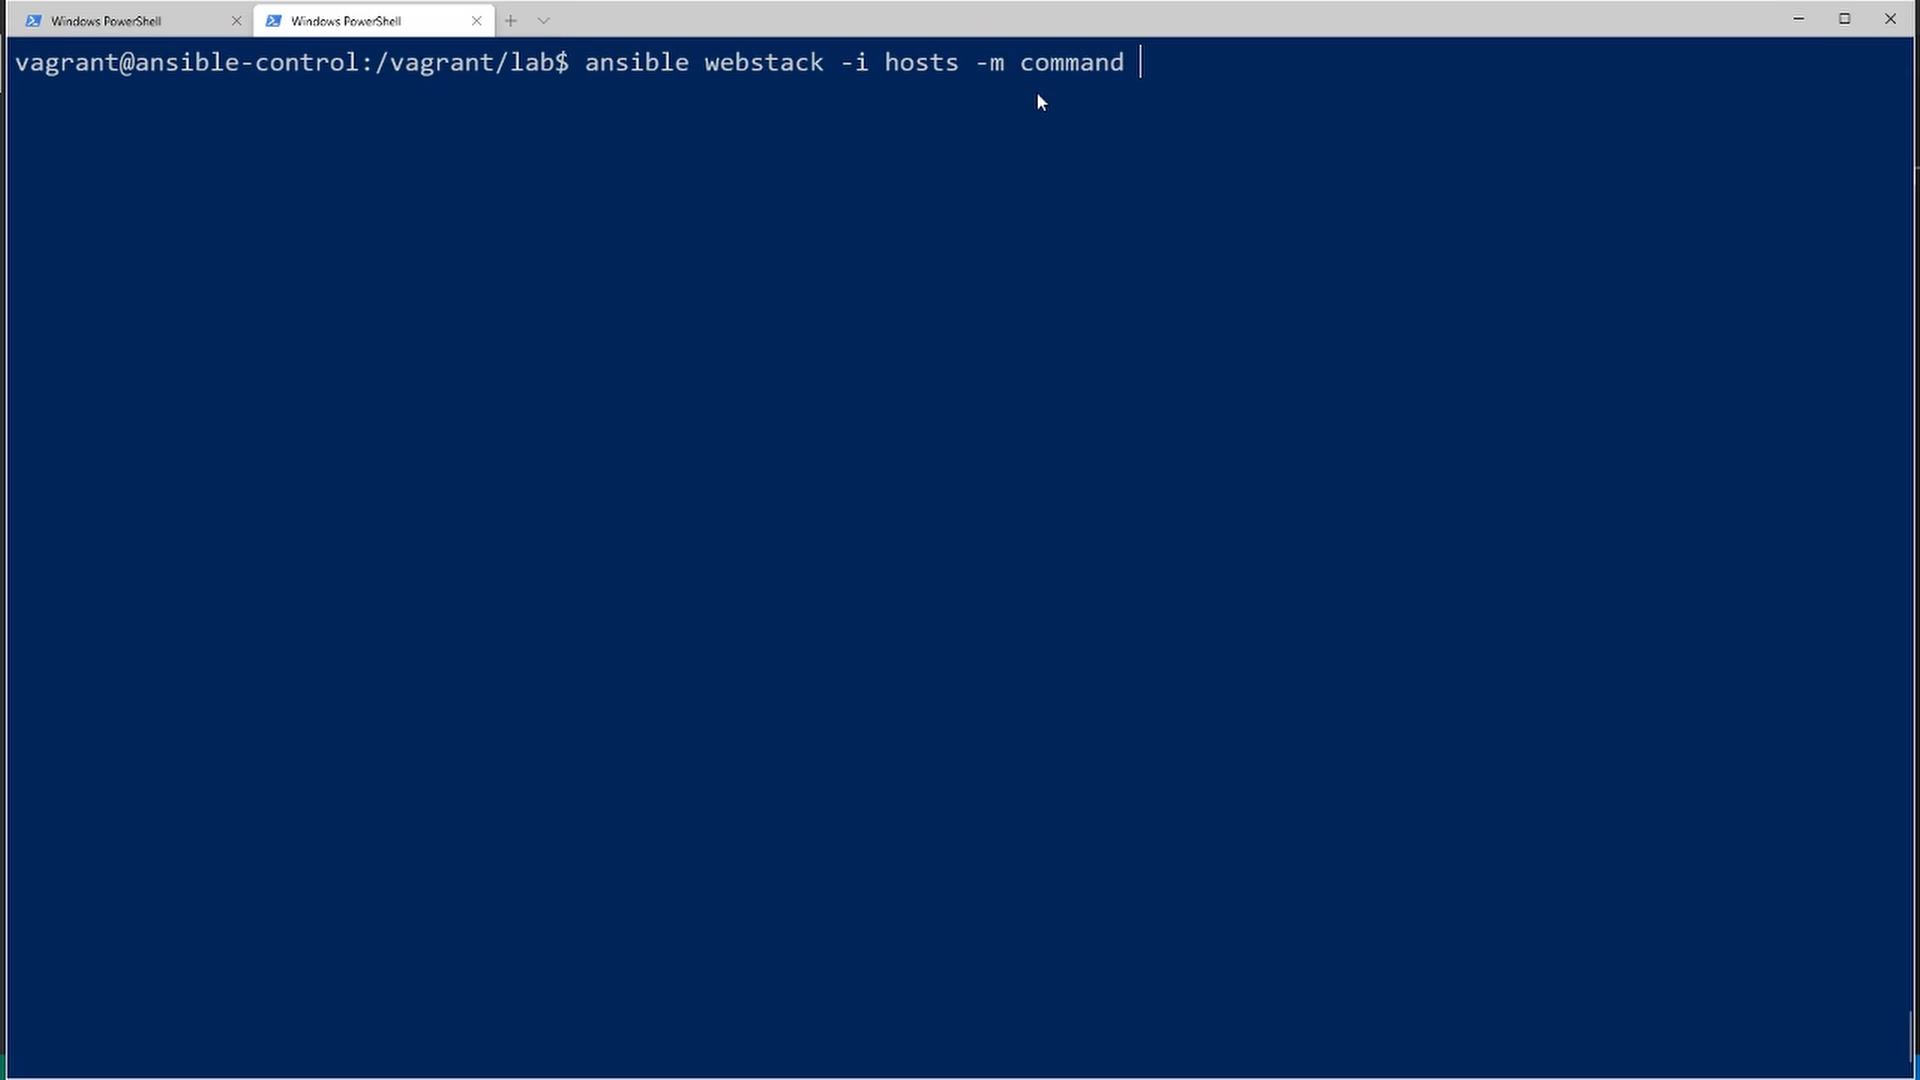 Windows PowerShell
Windows PowerShell
vagrant@ansible-control:/vagrant/lab$ ansible webstack -i hosts -m command